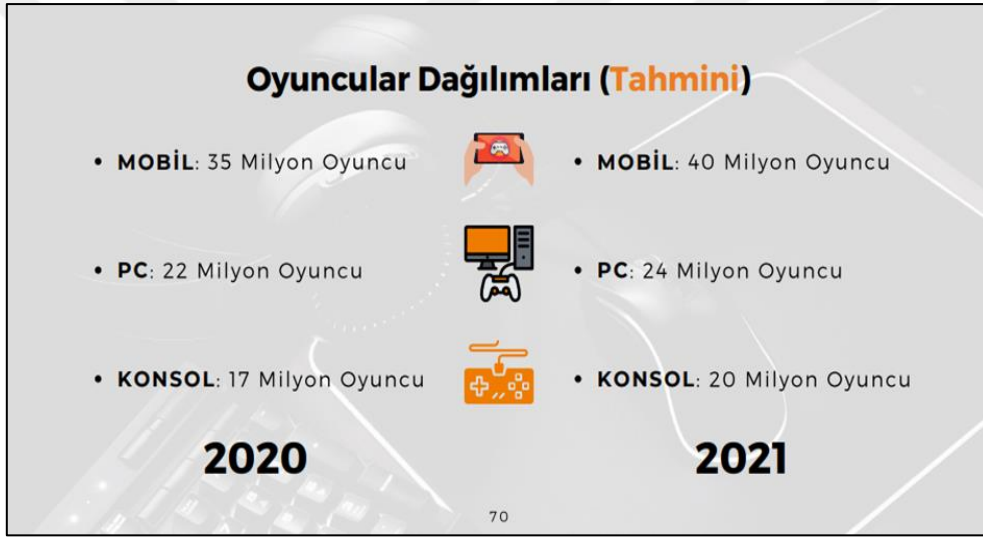 Oyuncular Dağılımları (Tahmini)
• MOBİL: 35 Milyon Oyuncu
• MOBİL: 40 Milyon Oyuncu
• PC: 22 Milyon Oyuncu
• PC: 24 Milyon Oyuncu
• KONSOL: 17 Milyon Oyuncu
• KONSOL: 20 Milyon Oyuncu
2020
2021
70